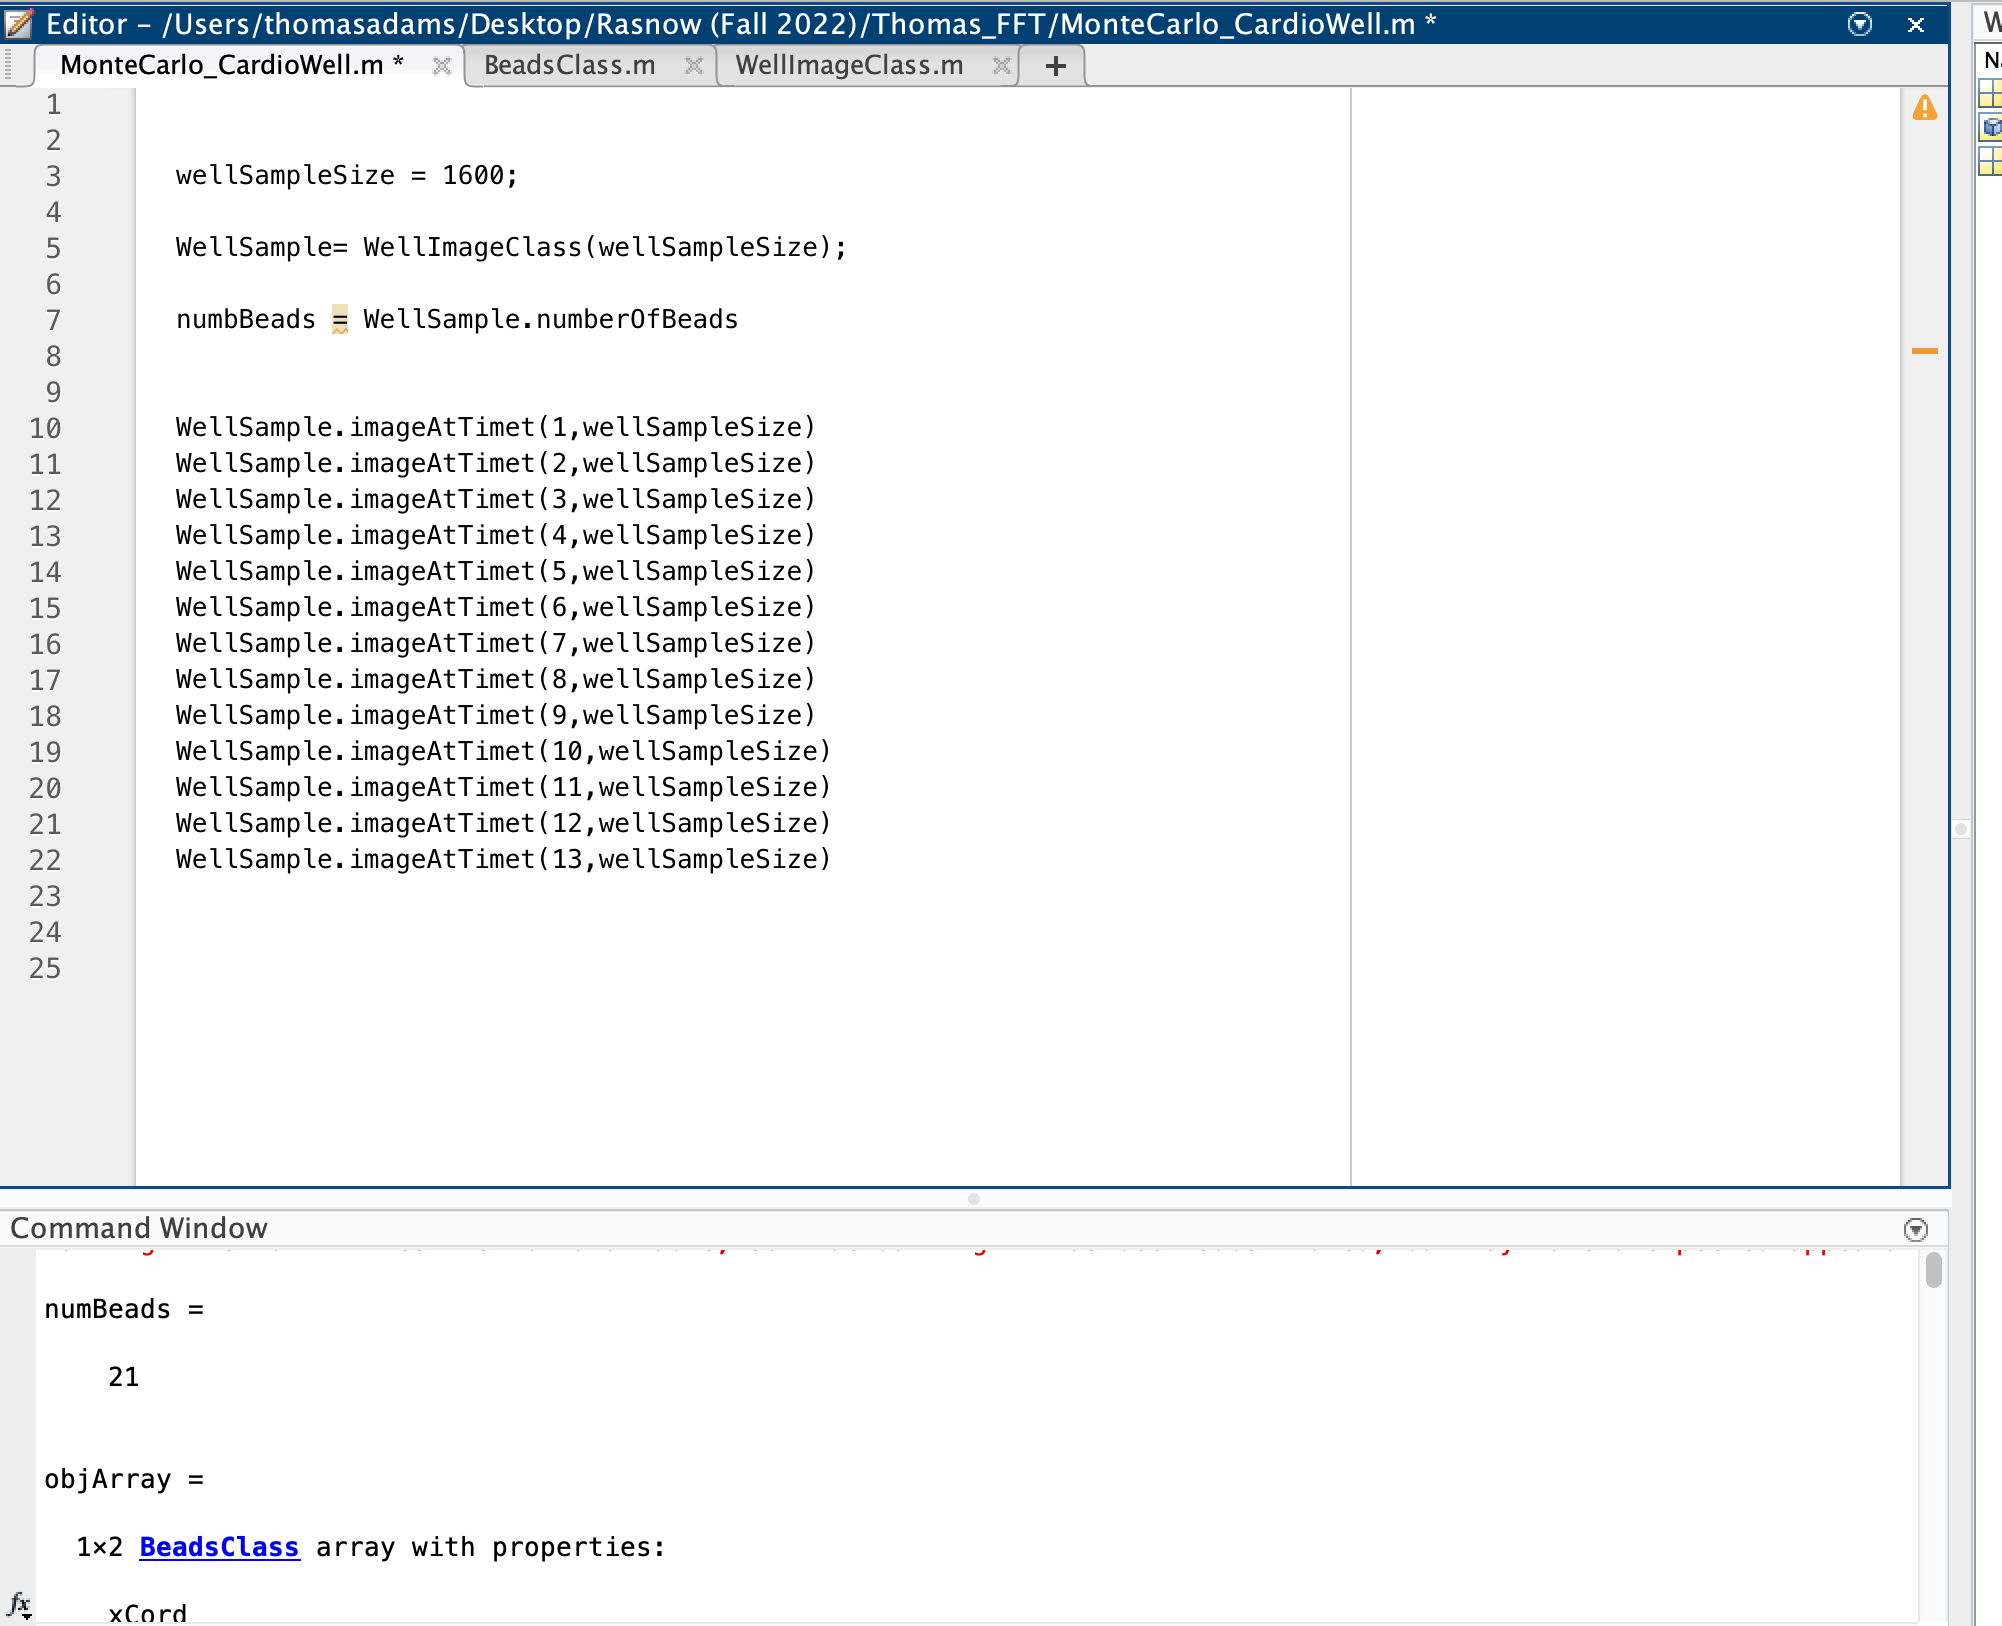 Editor – /Users/thomasadams/Desktop/Rasnow (Fall 2022)/Thomas_FFT/MonteCarlo_CardioWell.m *
MonteCarlo_CardioWell.m * BeadsClass.m WellImageClass.m +
1
2
3 wellSampleSize = 1600;
4
5 WellSample= WellImageClass(wellSampleSize);
6
7 numbBeads = WellSample.numberOfBeads
8
9
10 WellSample.imageAtTimet(1,wellSampleSize)
11 WellSample.imageAtTimet(2,wellSampleSize)
12 WellSample.imageAtTimet(3,wellSampleSize)
13 WellSample.imageAtTimet(4,wellSampleSize)
14 WellSample.imageAtTimet(5,wellSampleSize)
15 WellSample.imageAtTimet(6,wellSampleSize)
16 WellSample.imageAtTimet(7,wellSampleSize)
17 WellSample.imageAtTimet(8,wellSampleSize)
18 WellSample.imageAtTimet(9,wellSampleSize)
19 WellSample.imageAtTimet(10,wellSampleSize)
20 WellSample.imageAtTimet(11,wellSampleSize)
21 WellSample.imageAtTimet(12,wellSampleSize)
22 WellSample.imageAtTimet(13,wellSampleSize)
23
24
25
Command Window
numBeads =
21
objArray =
1×2 BeadsClass array with properties:
fx xCord